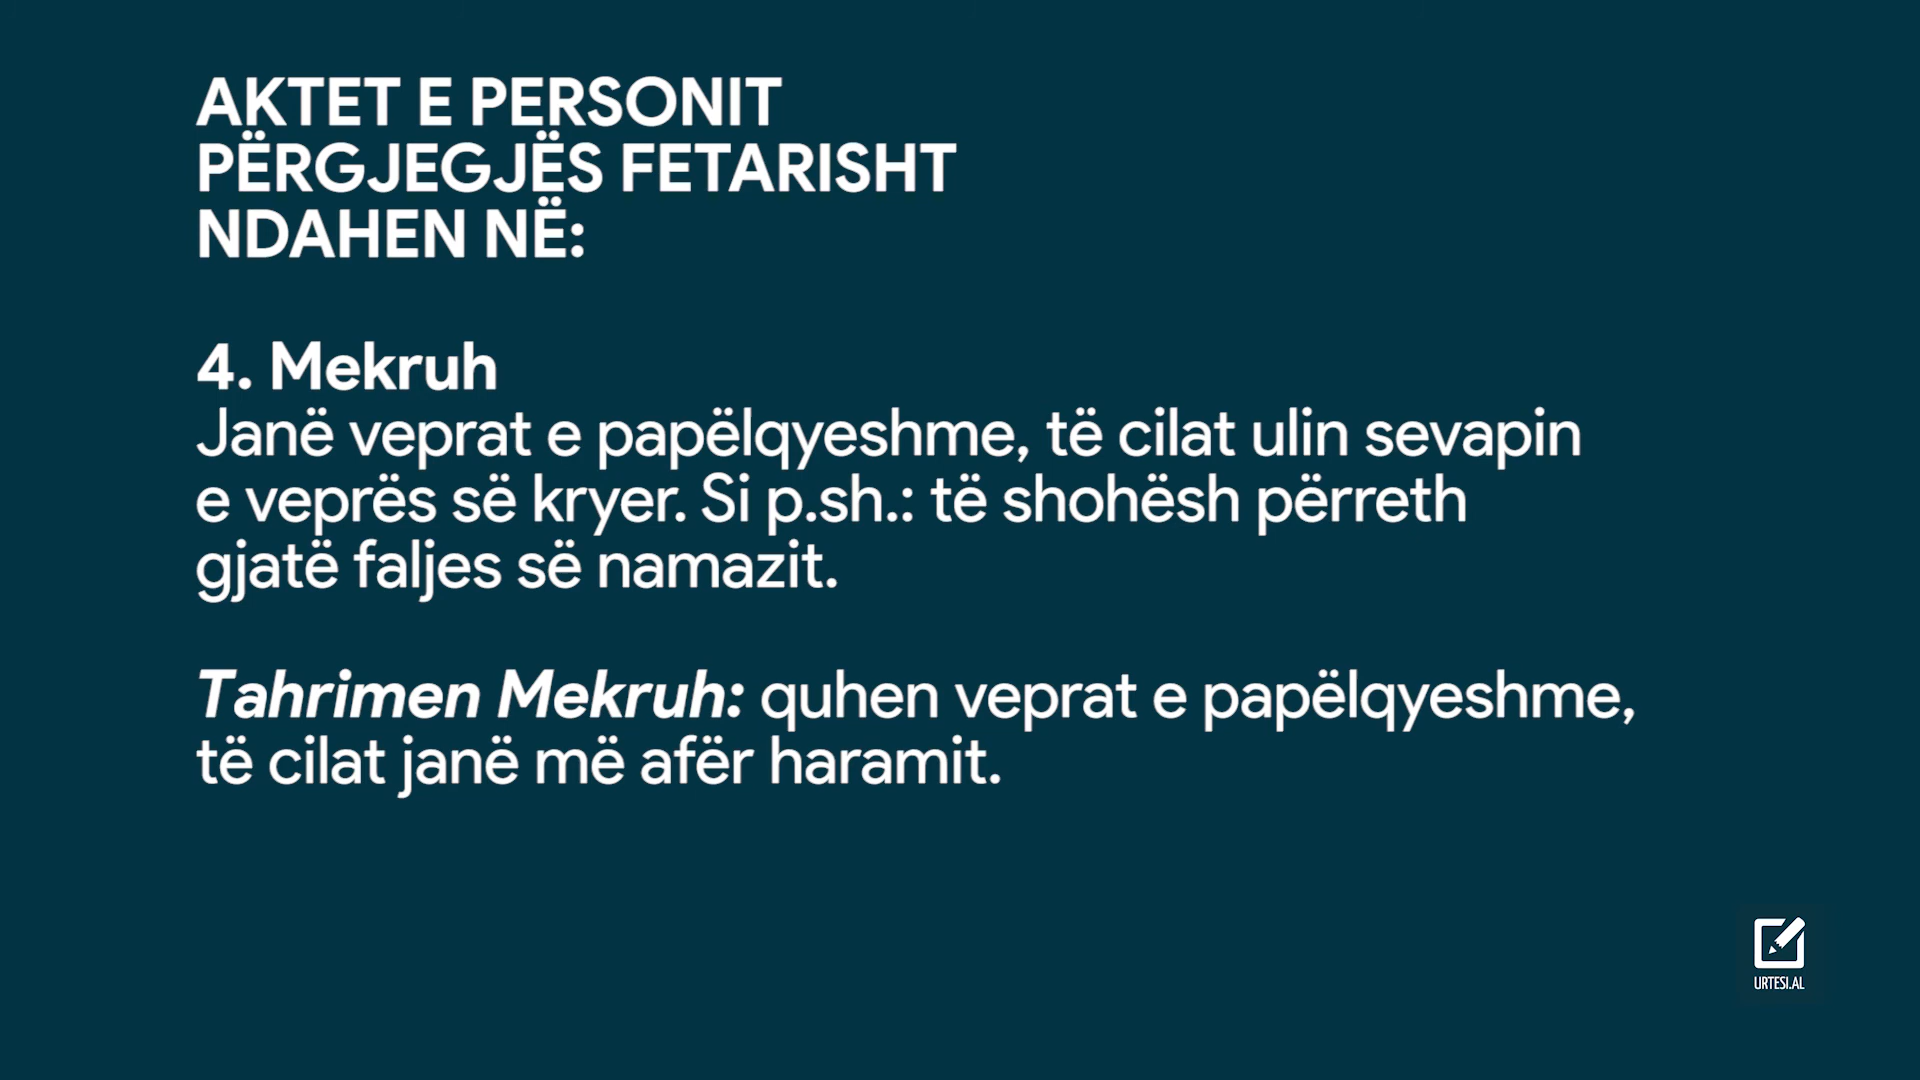 AKTET E PERSONIT
PËRGJEGJËS FETARISHT
NDAHEN NË:
4. Mekruh
Janë veprat e papëlqyeshme, të cilat ulin sevapin
e veprës së kryer. Si p.sh.: të shohësh përreth
gjatë faljes së namazit.
Tahrimen Mekruh: quhen veprat e papëlqyeshme,
të cilat janë më afër haramit.
URTESI.AL